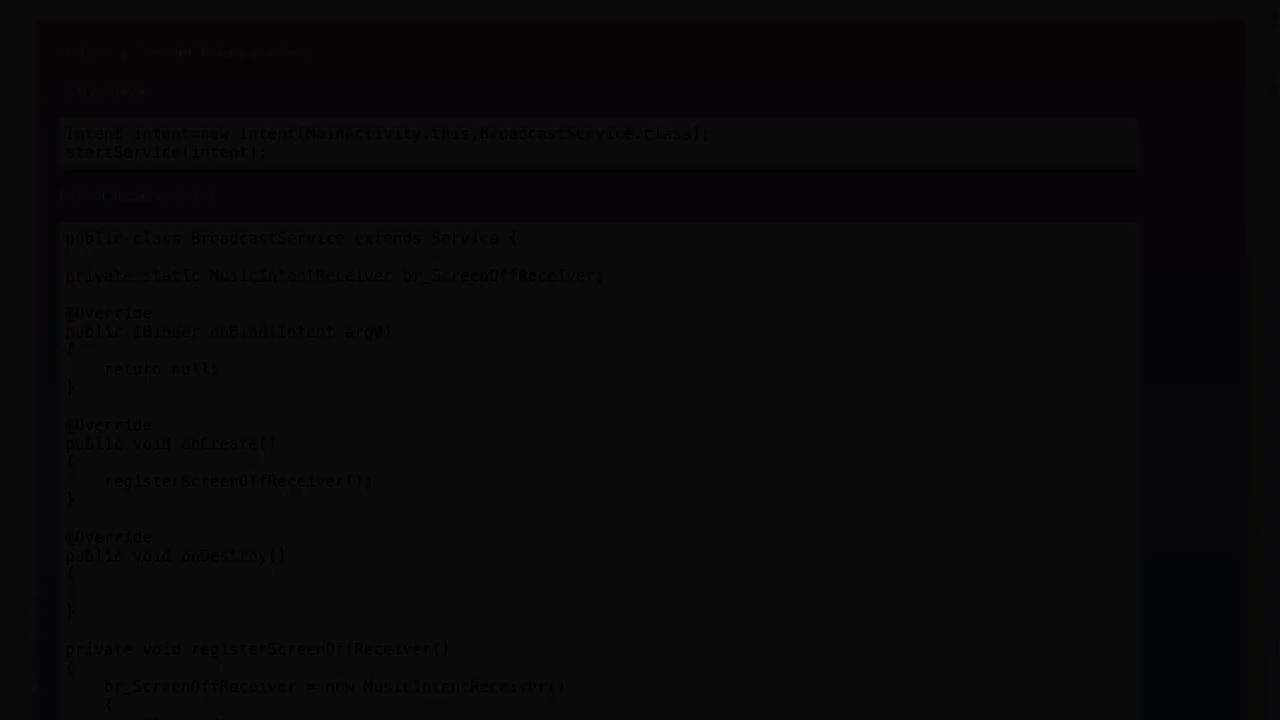 Intent intent=new Intent(MainActivity.this,BroadcastService.class);
startService(intent);
public class BroadcastService extends Service {
private static MusicIntentReceiver br_ScreenOffReceiver;
@Override
public IBinder onBind(Intent arg0)
{
return null;
}
@Override
public void onCreate()
{
registerScreenOffReceiver();
}
@Override
public void onDestroy()
{
}
private void registerScreenOffReceiver()
{
br_ScreenOffReceiver = new MusicIntentReceiver()
{